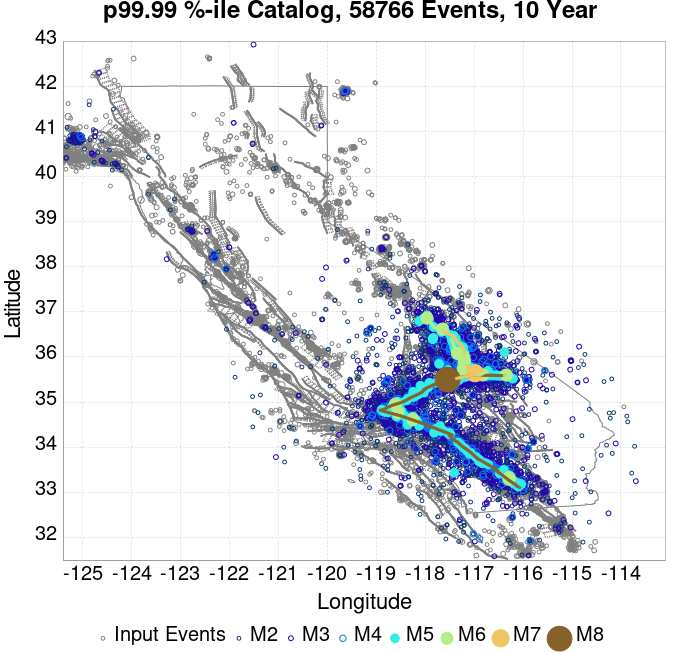 p99.99 %-ile Catalog, 58766 Events, 10 Year
43
42
41
40
39
38
37
36
35
34
33
32
Latitude
-125 -124 -123 -122 -121 -120 -119 -118 -117 -116 -115 -114
Longitude
Input Events M2 M3 M4 M5 M6 M7 M8